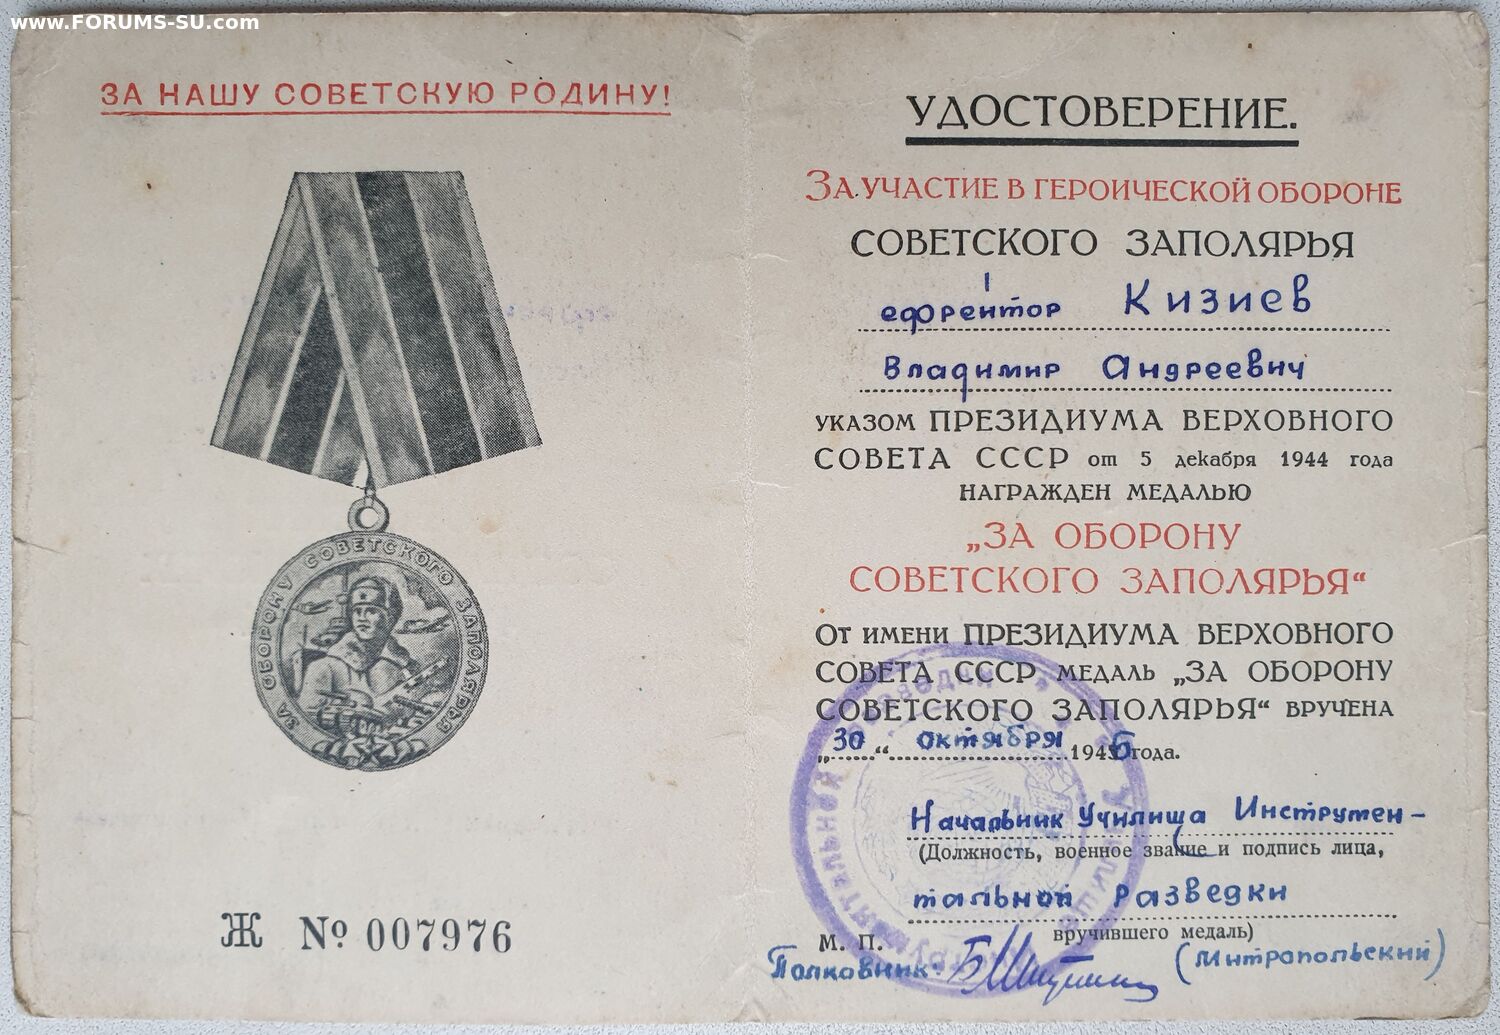 www.FORUMS-SU.com
ЗА НАШУ СОВЕТСКУЮ РОДИНУ!
ЗА ОБОРОНУ СОВЕТСКОГО ЗАПОЛЯРЬЯ
Ж № 007976
УДОСТОВЕРЕНИЕ.
ЗА УЧАСТИЕ В ГЕРОИЧЕСКОЙ ОБОРОНЕ
СОВЕТСКОГО ЗАПОЛЯРЬЯ
ефрейтор Кизиев
Владимир Андреевич
УКАЗОМ ПРЕЗИДИУМА ВЕРХОВНОГО
СОВЕТА СССР от 5 декабря 1944 года
НАГРАЖДЕН МЕДАЛЬЮ
„ЗА ОБОРОНУ
СОВЕТСКОГО ЗАПОЛЯРЬЯ“
ОТ ИМЕНИ ПРЕЗИДИУМА ВЕРХОВНОГО
СОВЕТА СССР МЕДАЛЬ „ЗА ОБОРОНУ
СОВЕТСКОГО ЗАПОЛЯРЬЯ“ ВРУЧЕНА
„30“ октября 1946 года.
Начальник Училища Инструмен-
(Должность, военное звание и подпись лица,
тальной Разведки
вручившего медаль)
М. П.
Полковник (Митропольский)